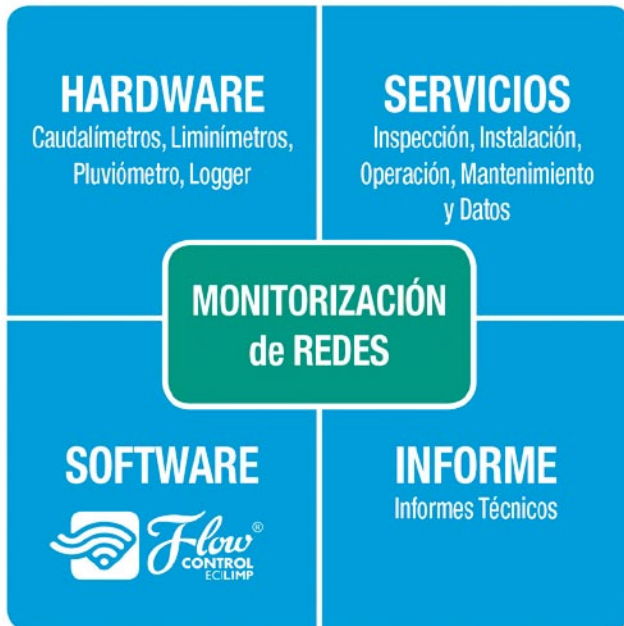 HARDWARE
Caudalímetros, Liminímetros,
Pluviómetro, Logger
SERVICIOS
Inspección, Instalación,
Operación, Mantenimiento
y Datos
MONITORIZACIÓN
de REDES
SOFTWARE
Flow®
CONTROL
ECILIMP
INFORME
Informes Técnicos